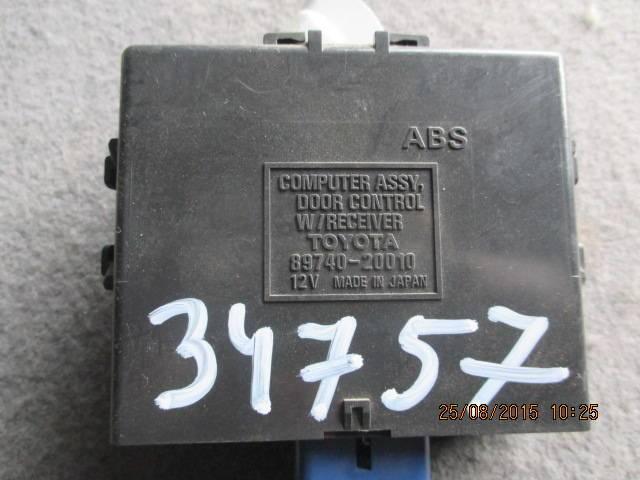 ABS
COMPUTER ASSY,
DOOR CONTROL
W/RECEIVER
TOYOTA
89740-20010
12V MADE IN JAPAN
34757
25/08/2015 10:25